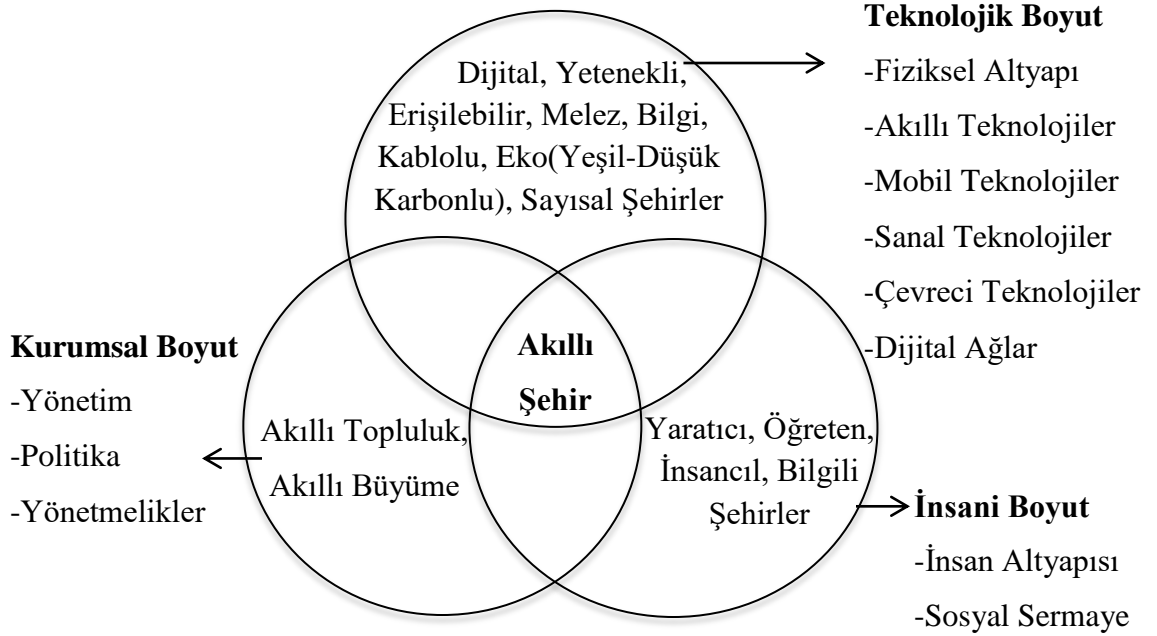 Teknolojik Boyut
-Fiziksel Altyapı
-Akıllı Teknolojiler
-Mobil Teknolojiler
-Sanal Teknolojiler
-Çevreci Teknolojiler
-Dijital Ağlar
Dijital, Yetenekli,
Erişilebilir, Melez, Bilgi,
Kablolu, Eko(Yeşil-Düşük
Karbonlu), Sayısal Şehirler
Akıllı
Şehir
Kurumsal Boyut
-Yönetim
-Politika
-Yönetmelikler
Akıllı Topluluk,
Akıllı Büyüme
Yaratıcı, Öğreten,
İnsancıl, Bilgili
Şehirler
İnsani Boyut
-İnsan Altyapısı
-Sosyal Sermaye